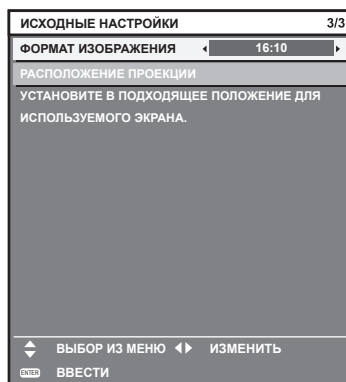 ИСХОДНЫЕ НАСТРОЙКИ 3/3
ФОРМАТ ИЗОБРАЖЕНИЯ 16:10
РАСПОЛОЖЕНИЕ ПРОЕКЦИИ
УСТАНОВИТЕ В ПОДХОДЯЩЕЕ ПОЛОЖЕНИЕ ДЛЯ
ИСПОЛЬЗУЕМОГО ЭКРАНА.
ВЫБОР ИЗ МЕНЮ ИЗМЕНИТЬ
ENTER ВВЕСТИ